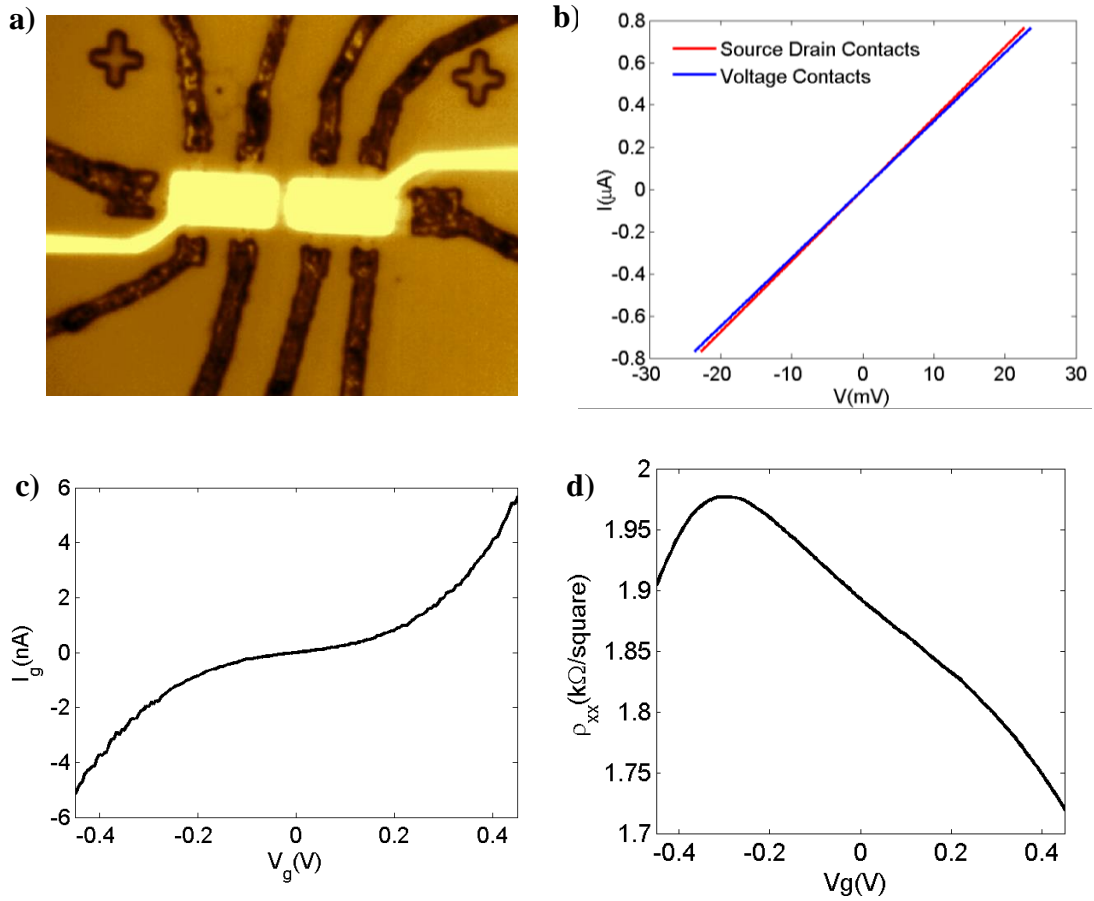 a)
b)
0.8
0.6
0.4
0.2
0
-0.2
-0.4
-0.6
-0.8
I(μA)
Source Drain Contacts
Voltage Contacts
-30 -20 -10 0 10 20 30
V(mV)
c)
6
4
2
0
-2
-4
-6
I_g(nA)
-0.4 -0.2 0 0.2 0.4
V_g(V)
d)
2
1.95
1.9
1.85
1.8
1.75
1.7
ρ_xx(kΩ/square)
-0.4 -0.2 0 0.2 0.4
Vg(V)